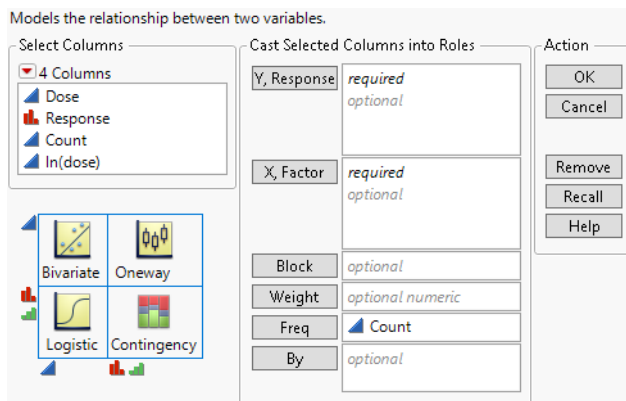 Models the relationship between two variables.
Select Columns
4 Columns
Dose
Response
Count
ln(dose)
Bivariate Oneway
Logistic Contingency
Cast Selected Columns into Roles
Y, Response required
optional
X, Factor required
optional
Block optional
Weight optional numeric
Freq Count
By optional
Action
OK
Cancel
Remove
Recall
Help